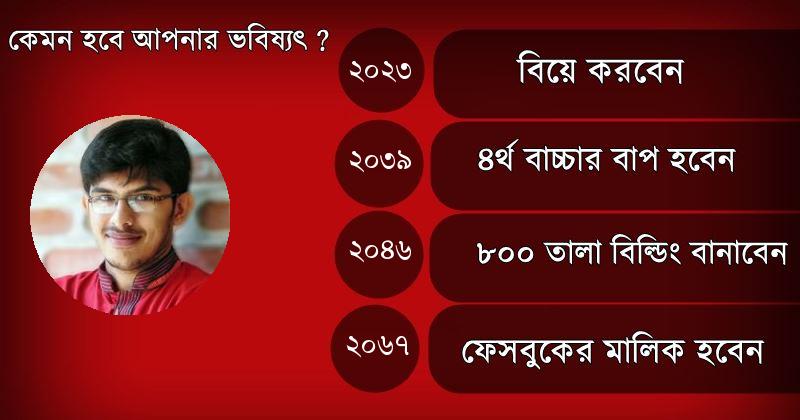 কেমন হবে আপনার ভবিষ্যৎ ?
২০২৩ বিয়ে করবেন
২০৩৯ ৪র্থ বাচ্চার বাপ হবেন
২০৪৬ ৮০০ তালা বিল্ডিং বানাবেন
২০৬৭ ফেসবুকের মালিক হবেন